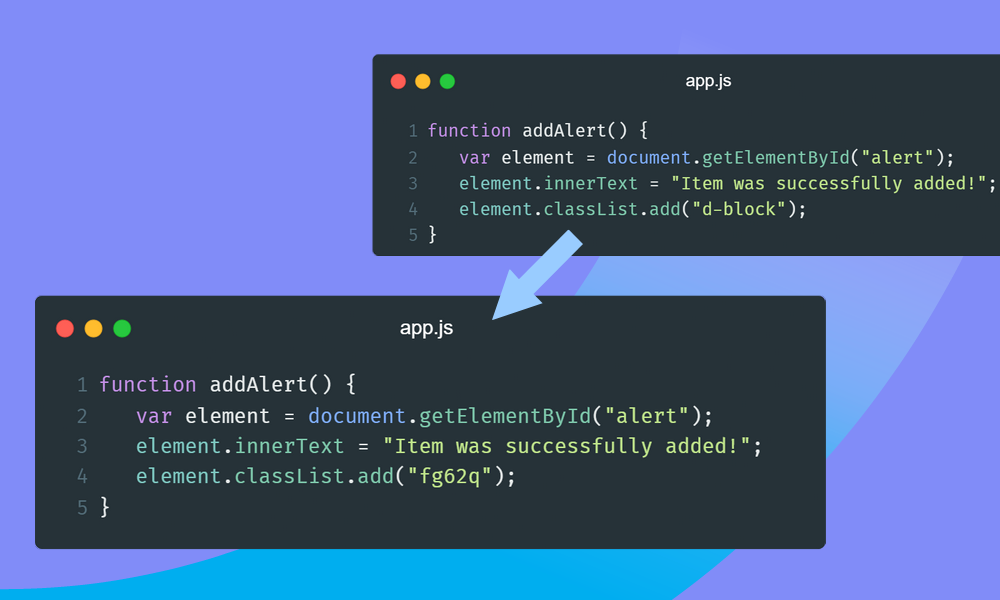 app.js
1 function addAlert() {
2 var element = document.getElementById("alert");
3 element.innerText = "Item was successfully added!";
4 element.classList.add("d-block");
5 }
app.js
1 function addAlert() {
2 var element = document.getElementById("alert");
3 element.innerText = "Item was successfully added!";
4 element.classList.add("fg62q");
5 }